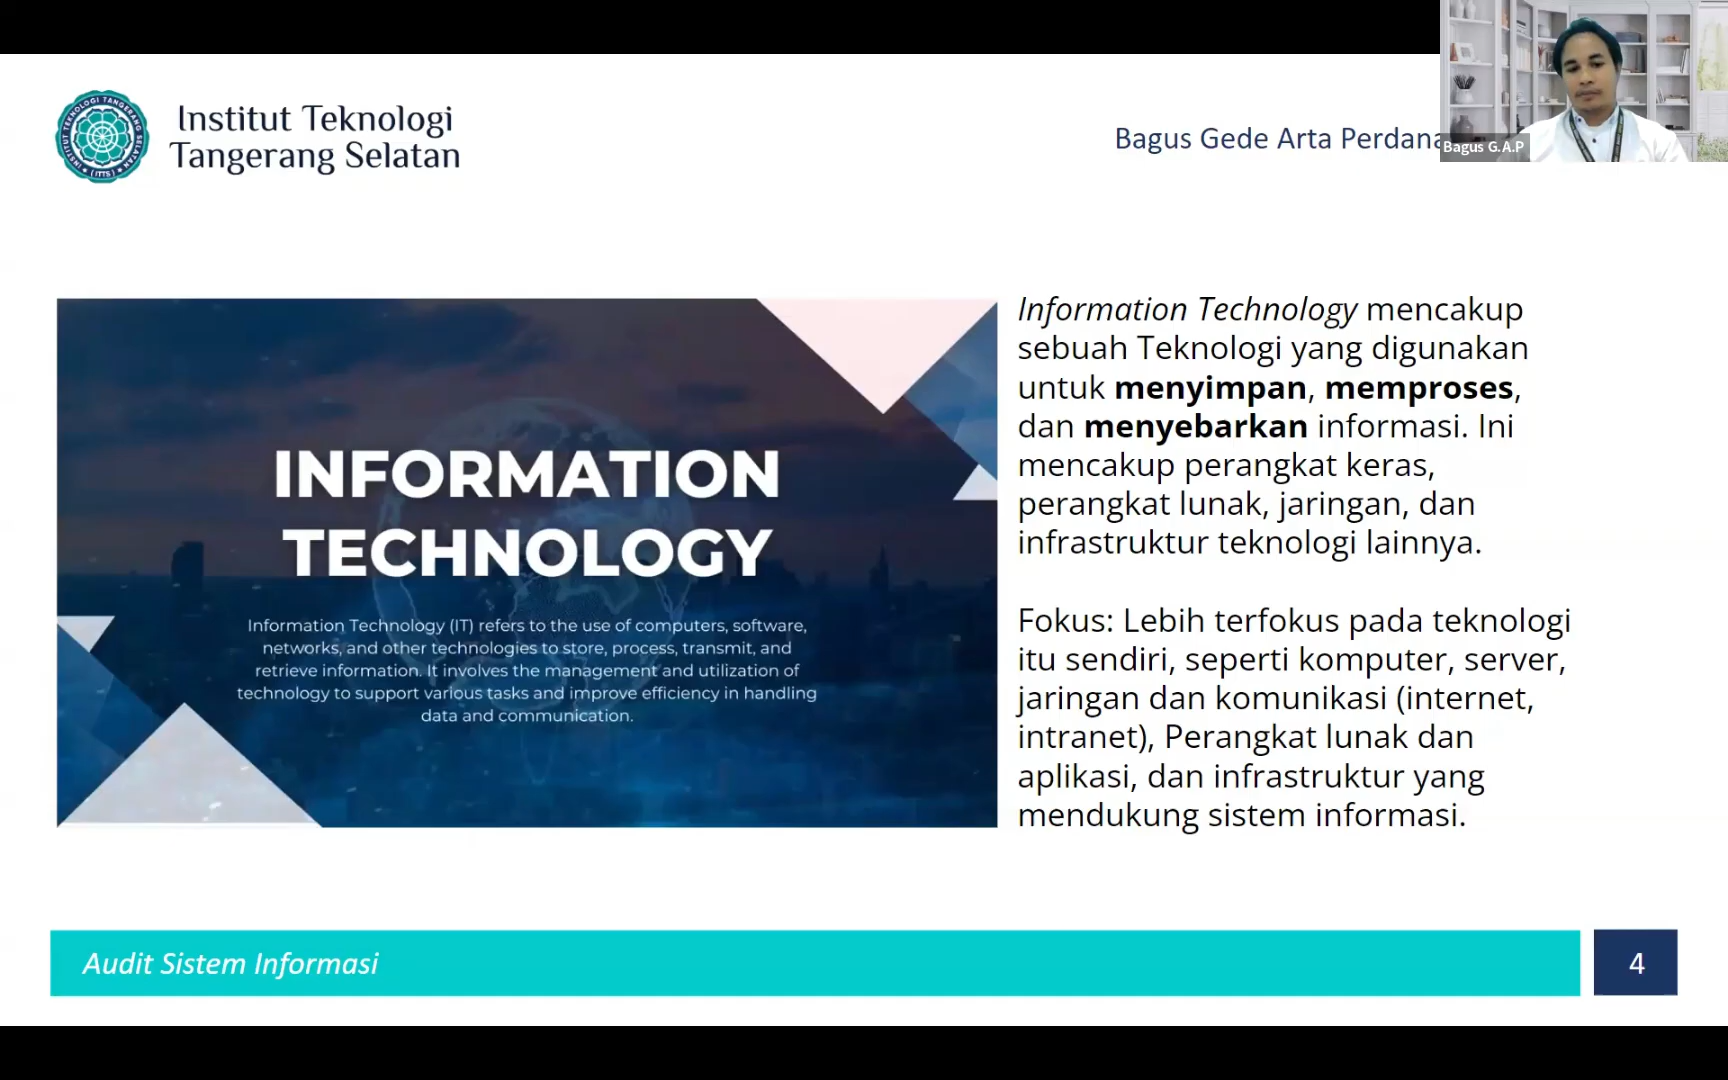 Institut Teknologi
Tangerang Selatan
INSTITUT TEKNOLOGI TANGERANG SELATAN
(ITTS)
Bagus Gede Arta Perdana
Bagus G.A.P
INFORMATION
TECHNOLOGY
Information Technology (IT) refers to the use of computers, software,
networks, and other technologies to store, process, transmit, and
retrieve information. It involves the management and utilization of
technology to support various tasks and improve efficiency in handling
data and communication.
Information Technology mencakup
sebuah Teknologi yang digunakan
untuk menyimpan, memproses,
dan menyebarkan informasi. Ini
mencakup perangkat keras,
perangkat lunak, jaringan, dan
infrastruktur teknologi lainnya.
Fokus: Lebih terfokus pada teknologi
itu sendiri, seperti komputer, server,
jaringan dan komunikasi (internet,
intranet), Perangkat lunak dan
aplikasi, dan infrastruktur yang
mendukung sistem informasi.
Audit Sistem Informasi
4